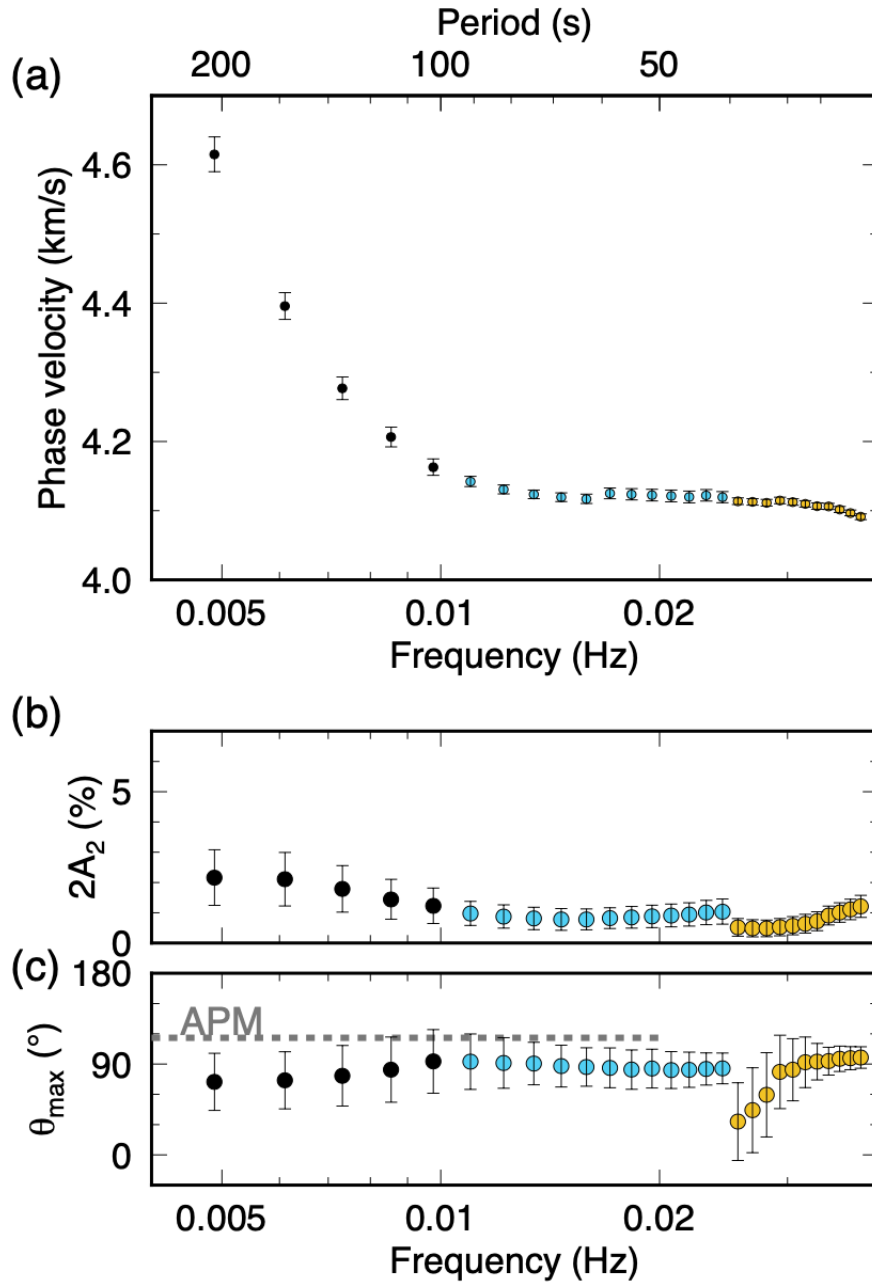 Period (s)
200 100 50
(a)
Phase velocity (km/s)
4.6
4.4
4.2
4.0
0.005 0.01 0.02
Frequency (Hz)
(b)
2A₂ (%)
5
0
(c)
θmax (°)
180
APM
90
0
0.005 0.01 0.02
Frequency (Hz)